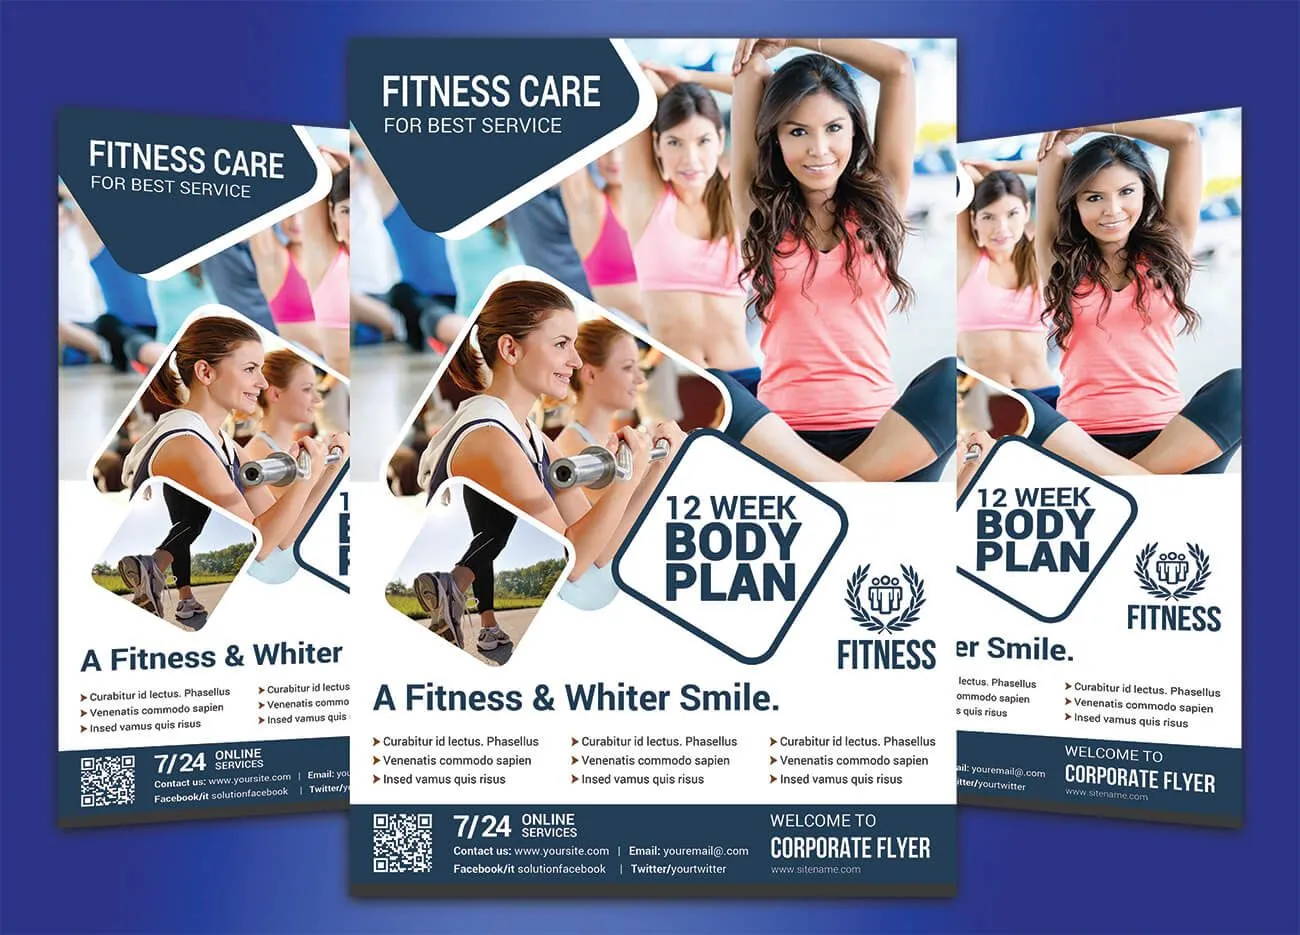 FITNESS CARE
FOR BEST SERVICE
A Fitness & Whiter
Curabitur id lectus. Phasellus
Venenatis commodo sapien
Insed vamus quis risus
Curabitur id lectus.
Venenatis commodo
Insed vamus quis
7/24 ONLINE
SERVICES
Contact us: www.yoursite.com | Email: you
Facebook/it solutionfacebook | Twitter/y
FITNESS CARE
FOR BEST SERVICE
12 WEEK
BODY
PLAN
FITNESS
A Fitness & Whiter Smile.
Curabitur id lectus. Phasellus
Venenatis commodo sapien
Insed vamus quis risus
Curabitur id lectus. Phasellus
Venenatis commodo sapien
Insed vamus quis risus
Curabitur id lectus. Phasellus
Venenatis commodo sapien
Insed vamus quis risus
7/24 ONLINE
SERVICES
Contact us: www.yoursite.com | Email: youremail@.com
Facebook/it solutionfacebook | Twitter/yourtwitter
WELCOME TO
CORPORATE FLYER
www.sitename.com
12 WEEK
BODY
PLAN
FITNESS
er Smile.
lectus. Phasellus
ommodo sapien
us quis risus
Curabitur id lectus. Phasellus
Venenatis commodo sapien
Insed vamus quis risus
ail: youremail@.com
itter/yourtwitter
WELCOME TO
CORPORATE FLYER
www.sitename.com